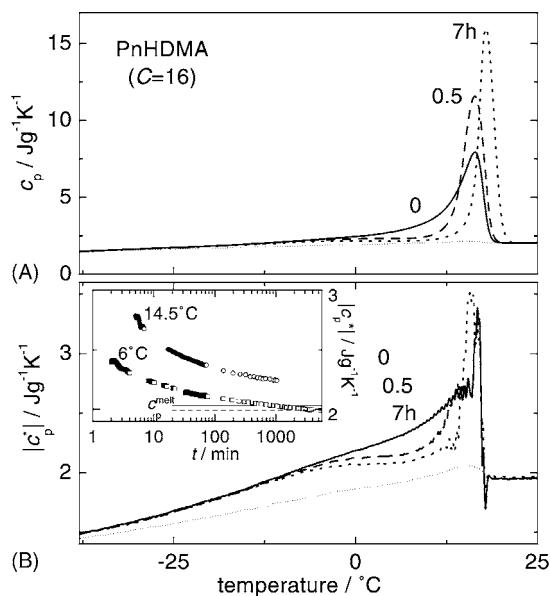 (A)
PnHDMA
(C=16)
7h
0.5
0
15
10
5
0
c_p / Jg⁻¹K⁻¹
(B)
3
2
|c*_p| / Jg⁻¹K⁻¹
14.5°C
6°C
c_p^melt
3
2
|c*_p| / Jg⁻¹K⁻¹
1 10 100 1000
t / min
0
0.5
7h
-25 0 25
temperature / °C